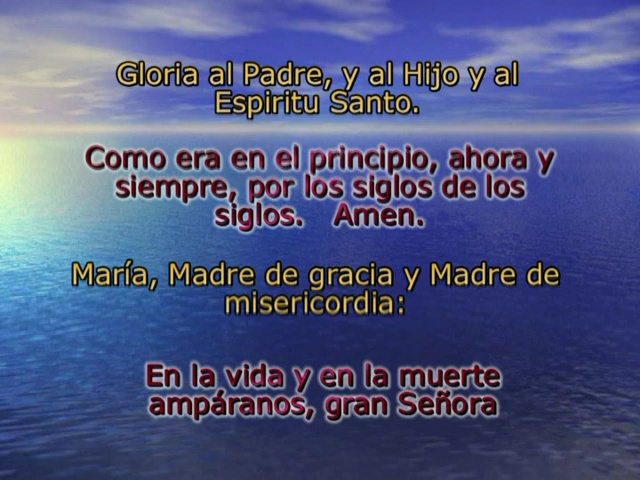 Gloria al Padre, y al Hijo y al
Espiritu Santo.
Como era en el principio, ahora y
siempre, por los siglos de los
siglos. Amen.
María, Madre de gracia y Madre de
misericordia:
En la vida y en la muerte
ampáranos, gran Señora